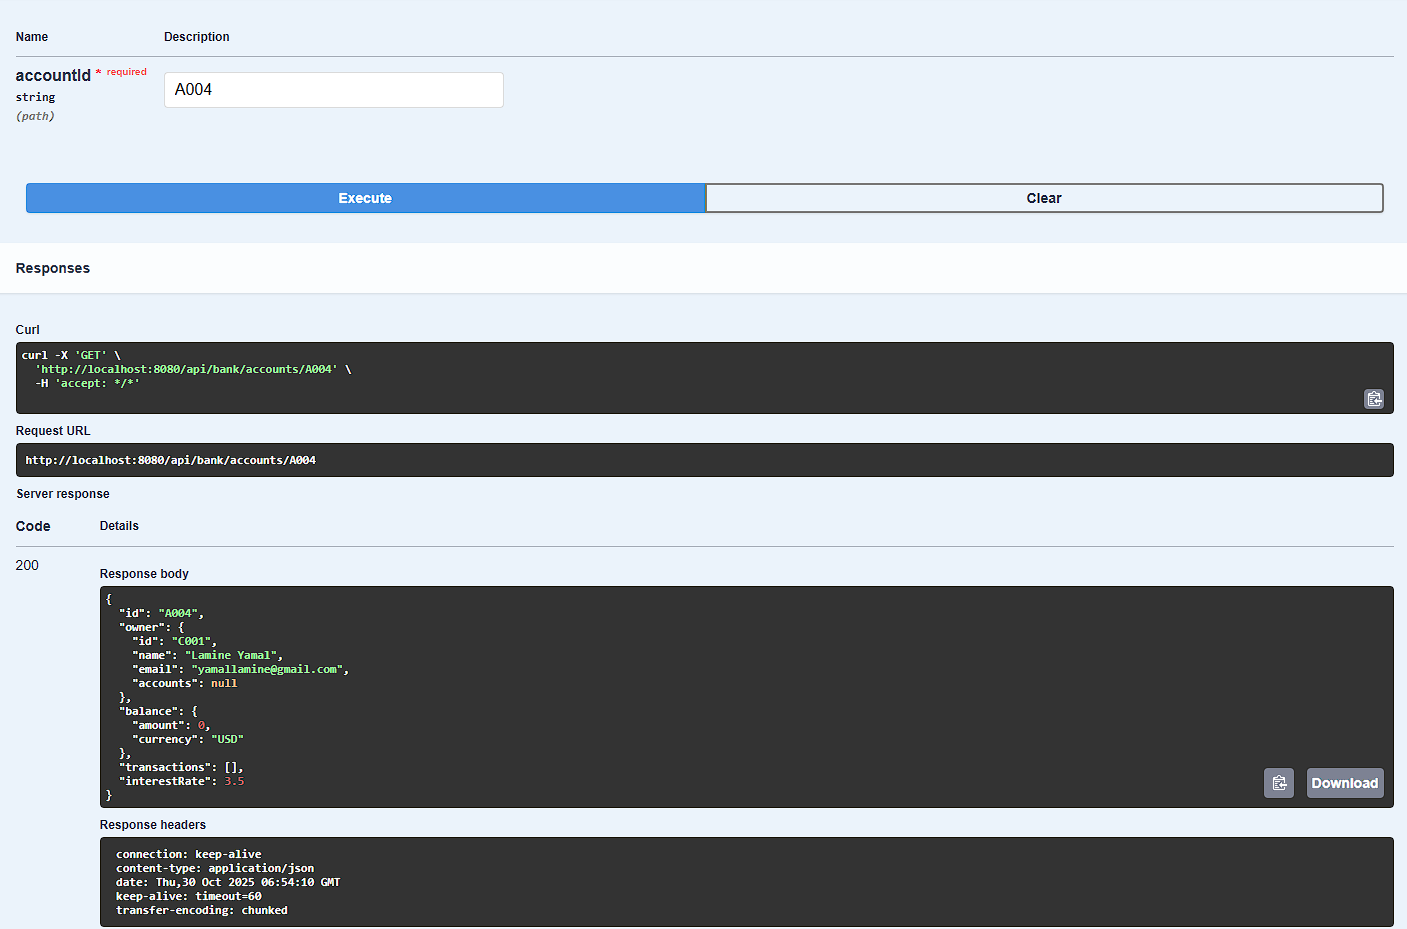 Name Description
accountId * required
string
(path)
A004
Execute Clear
Responses
Curl
curl -X 'GET' \
  'http://localhost:8080/api/bank/accounts/A004' \
  -H 'accept: */*'
Request URL
http://localhost:8080/api/bank/accounts/A004
Server response
Code Details
200
Response body
{
  "id": "A004",
  "owner": {
    "id": "C001",
    "name": "Lamine Yamal",
    "email": "yamallamine@gmail.com",
    "accounts": null
  },
  "balance": {
    "amount": 0,
    "currency": "USD"
  },
  "transactions": [],
  "interestRate": 3.5
}
Download
Response headers
connection: keep-alive
content-type: application/json
date: Thu,30 Oct 2025 06:54:10 GMT
keep-alive: timeout=60
transfer-encoding: chunked